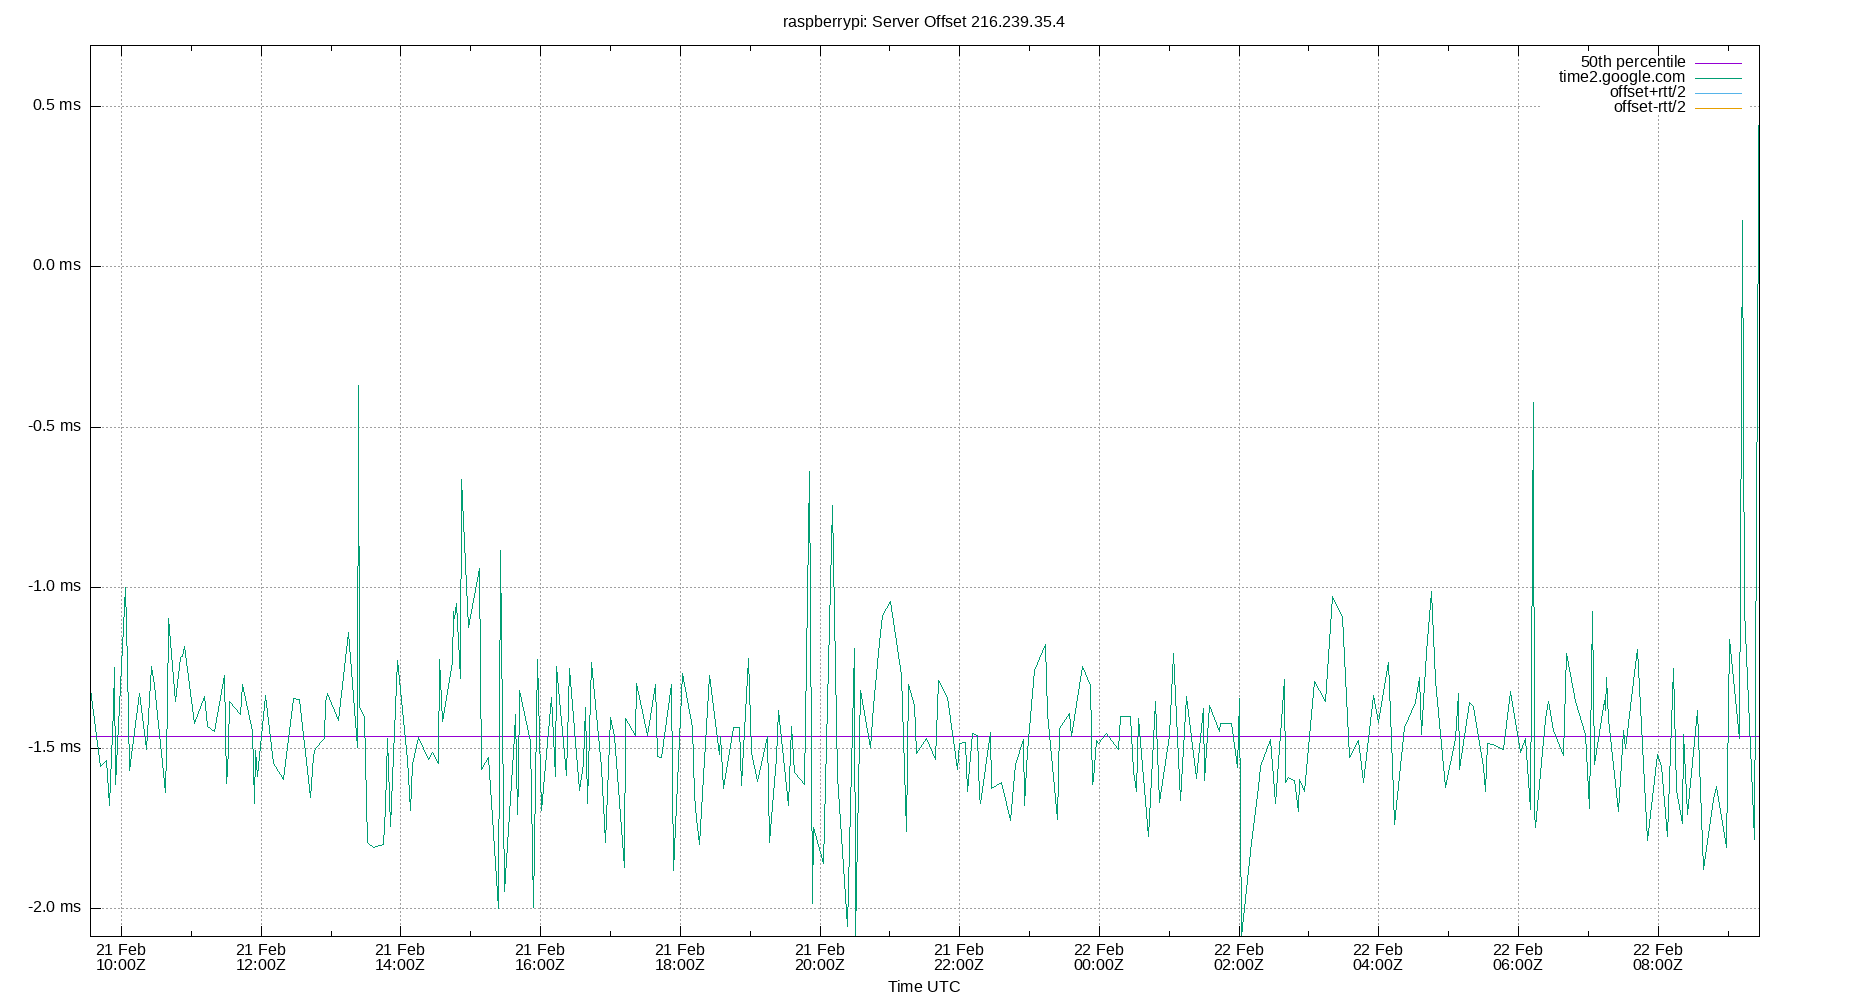 raspberrypi: Server Offset 216.239.35.4
50th percentile
time2.google.com
offset+rtt/2
offset-rtt/2
0.5 ms
0.0 ms
-0.5 ms
-1.0 ms
-1.5 ms
-2.0 ms
21 Feb 21 Feb 21 Feb 21 Feb 21 Feb 21 Feb 21 Feb 22 Feb 22 Feb 22 Feb 22 Feb 22 Feb
10:00Z 12:00Z 14:00Z 16:00Z 18:00Z 20:00Z 22:00Z 00:00Z 02:00Z 04:00Z 06:00Z 08:00Z
Time UTC